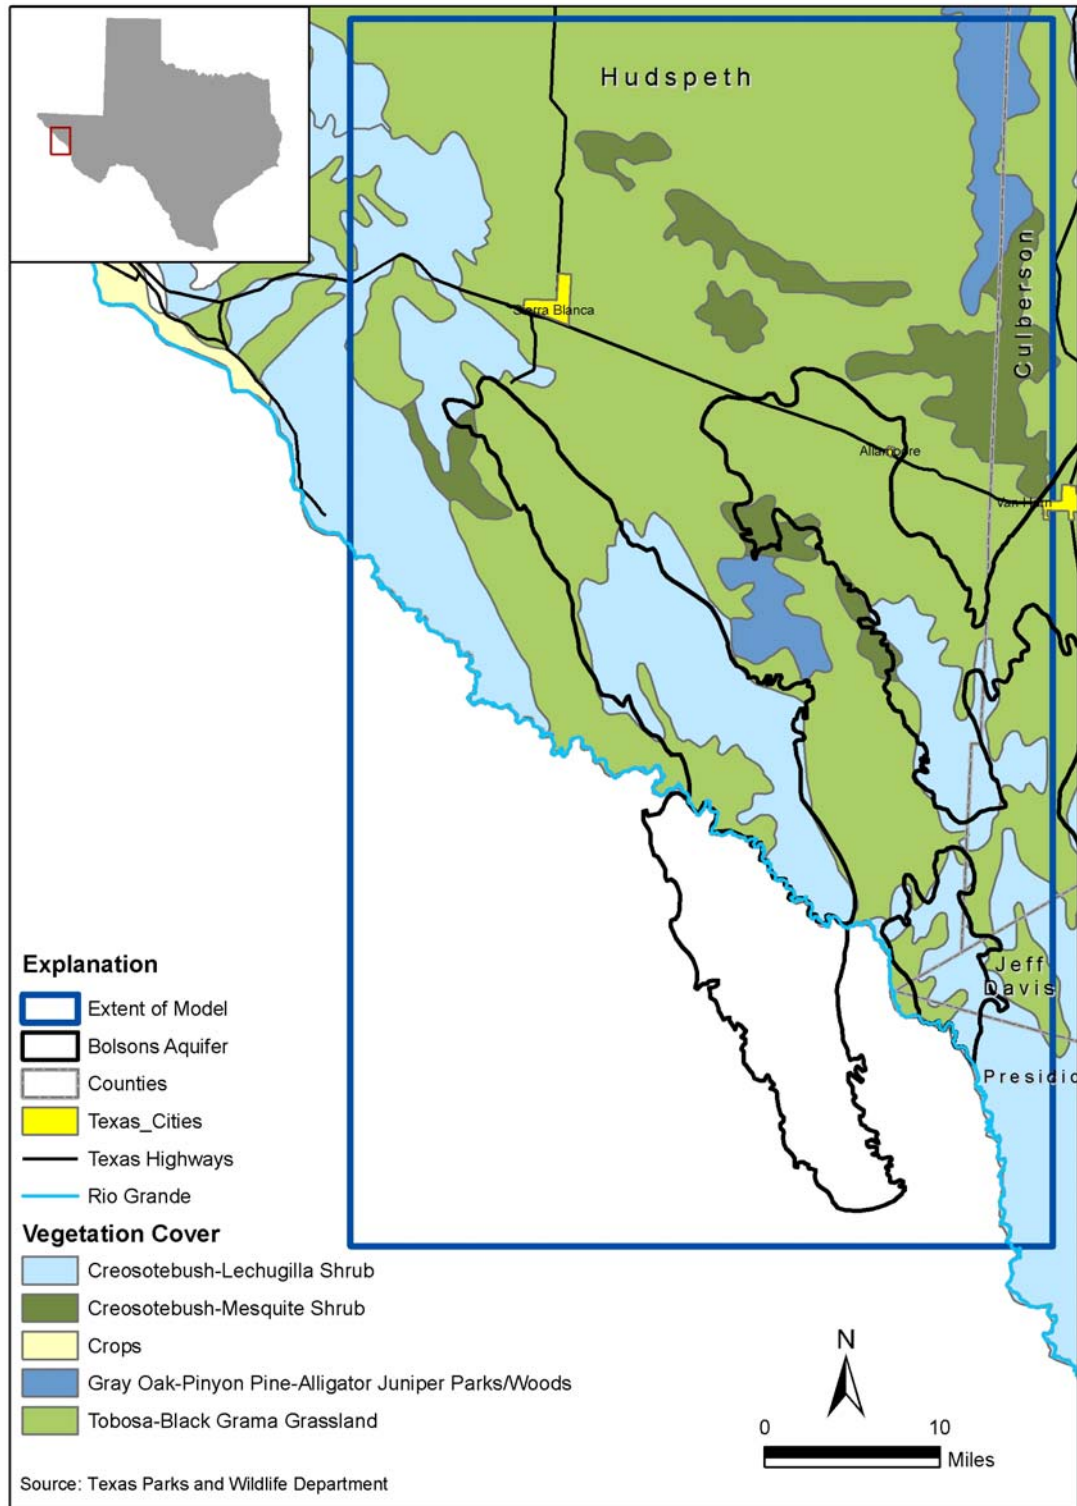 Hudspeth
Culberson
Sierra Blanca
Allamoore
Van Horn
Jeff
Davis
Presidio
Explanation
Extent of Model
Bolsons Aquifer
Counties
Texas_Cities
Texas Highways
Rio Grande
Vegetation Cover
Creosotebush-Lechugilla Shrub
Creosotebush-Mesquite Shrub
Crops
Gray Oak-Pinyon Pine-Alligator Juniper Parks/Woods
Tobosa-Black Grama Grassland
N
0 10
Miles
Source: Texas Parks and Wildlife Department